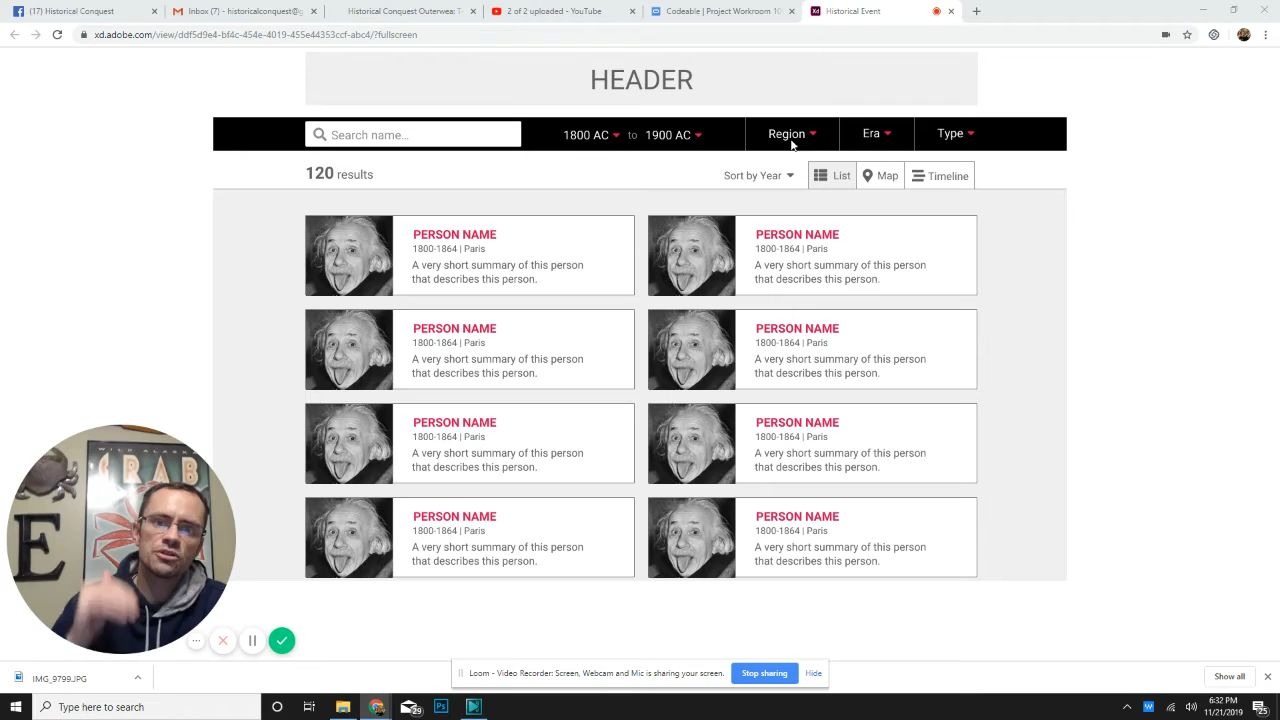 (17) Historical Conquest
Inbox (7) - historicalconquest@g
Historical Conquest Outerwea: T
2 of 2 uploaded - YouTube
Codeable | Project Workroom 10
Xd
Historical Event
xd.adobe.com/view/ddf5d9e4-bf4c-454e-4019-455e44353ccf-abc4/?fullscreen
HEADER
Search name...
1800 AC to 1900 AC
Region
Era
Type
120 results
Sort by Year
List
Map
Timeline
PERSON NAME
1800-1864 | Paris
A very short summary of this person
that describes this person.
PERSON NAME
1800-1864 | Paris
A very short summary of this person
that describes this person.
PERSON NAME
1800-1864 | Paris
A very short summary of this person
that describes this person.
PERSON NAME
1800-1864 | Paris
A very short summary of this person
that describes this person.
PERSON NAME
1800-1864 | Paris
A very short summary of this person
that describes this person.
PERSON NAME
1800-1864 | Paris
A very short summary of this person
that describes this person.
PERSON NAME
1800-1864 | Paris
A very short summary of this person
that describes this person.
PERSON NAME
1800-1864 | Paris
A very short summary of this person
that describes this person.
CRAB
E
IMG_9799.JPG
Loom - Video Recorder: Screen, Webcam and Mic is sharing your screen.
Stop sharing
Hide
Show all
Type here to search
29
Ps
6:32 PM
11/21/2019
25